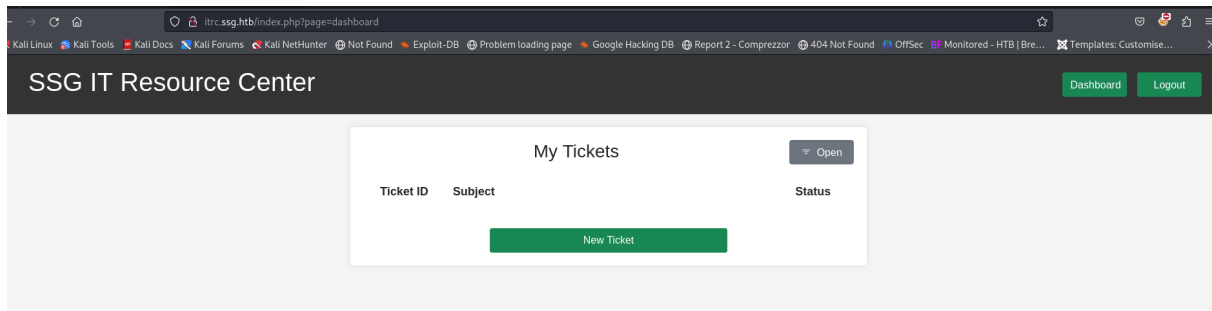 itrc.ssg.htb/index.php?page=dashboard
Kali Linux Kali Tools Kali Docs Kali Forums Kali NetHunter Not Found Exploit-DB Problem loading page Google Hacking DB Report 2 - Comprezzor 404 Not Found OffSec BF Monitored - HTB | Bre... Templates: Customise...
SSG IT Resource Center Dashboard Logout
My Tickets Open
Ticket ID Subject Status
New Ticket